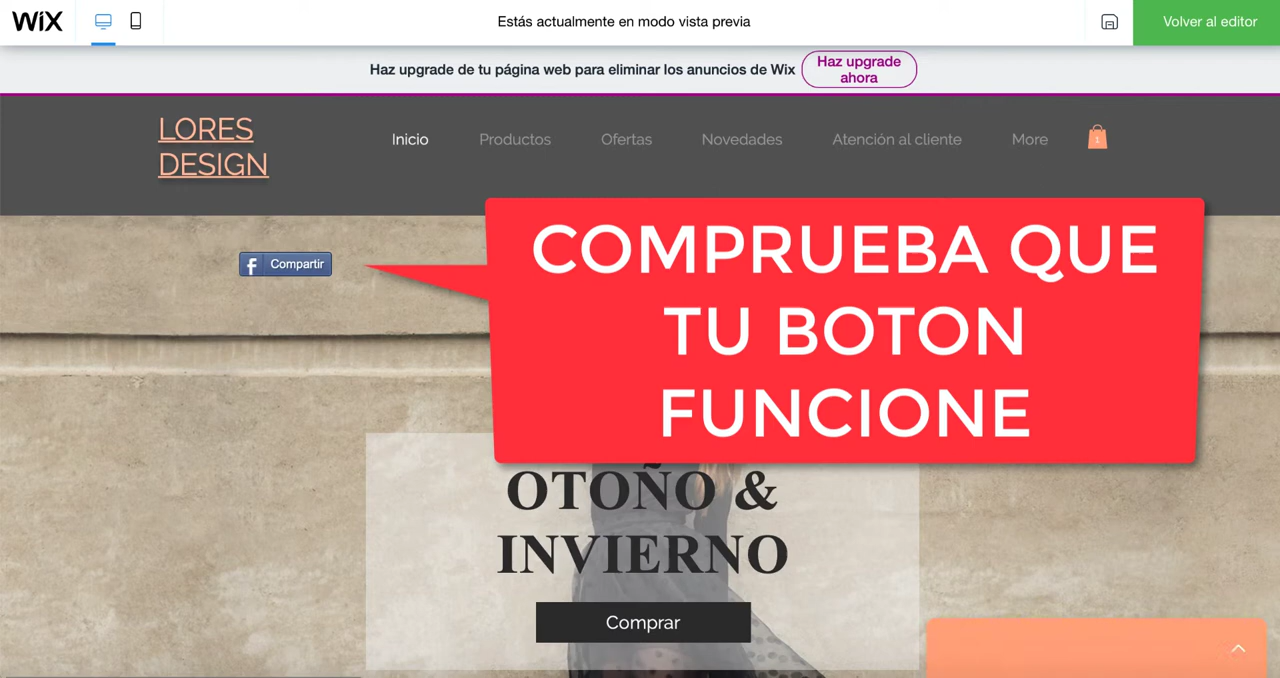 WiX
Estás actualmente en modo vista previa
Volver al editor
Haz upgrade de tu página web para eliminar los anuncios de Wix
Haz upgrade
ahora
LORES
DESIGN
Inicio
Productos
Ofertas
Novedades
Atención al cliente
More
1
f Compartir
COMPRUEBA QUE
TU BOTON
FUNCIONE
OTOÑO &
INVIERNO
Comprar